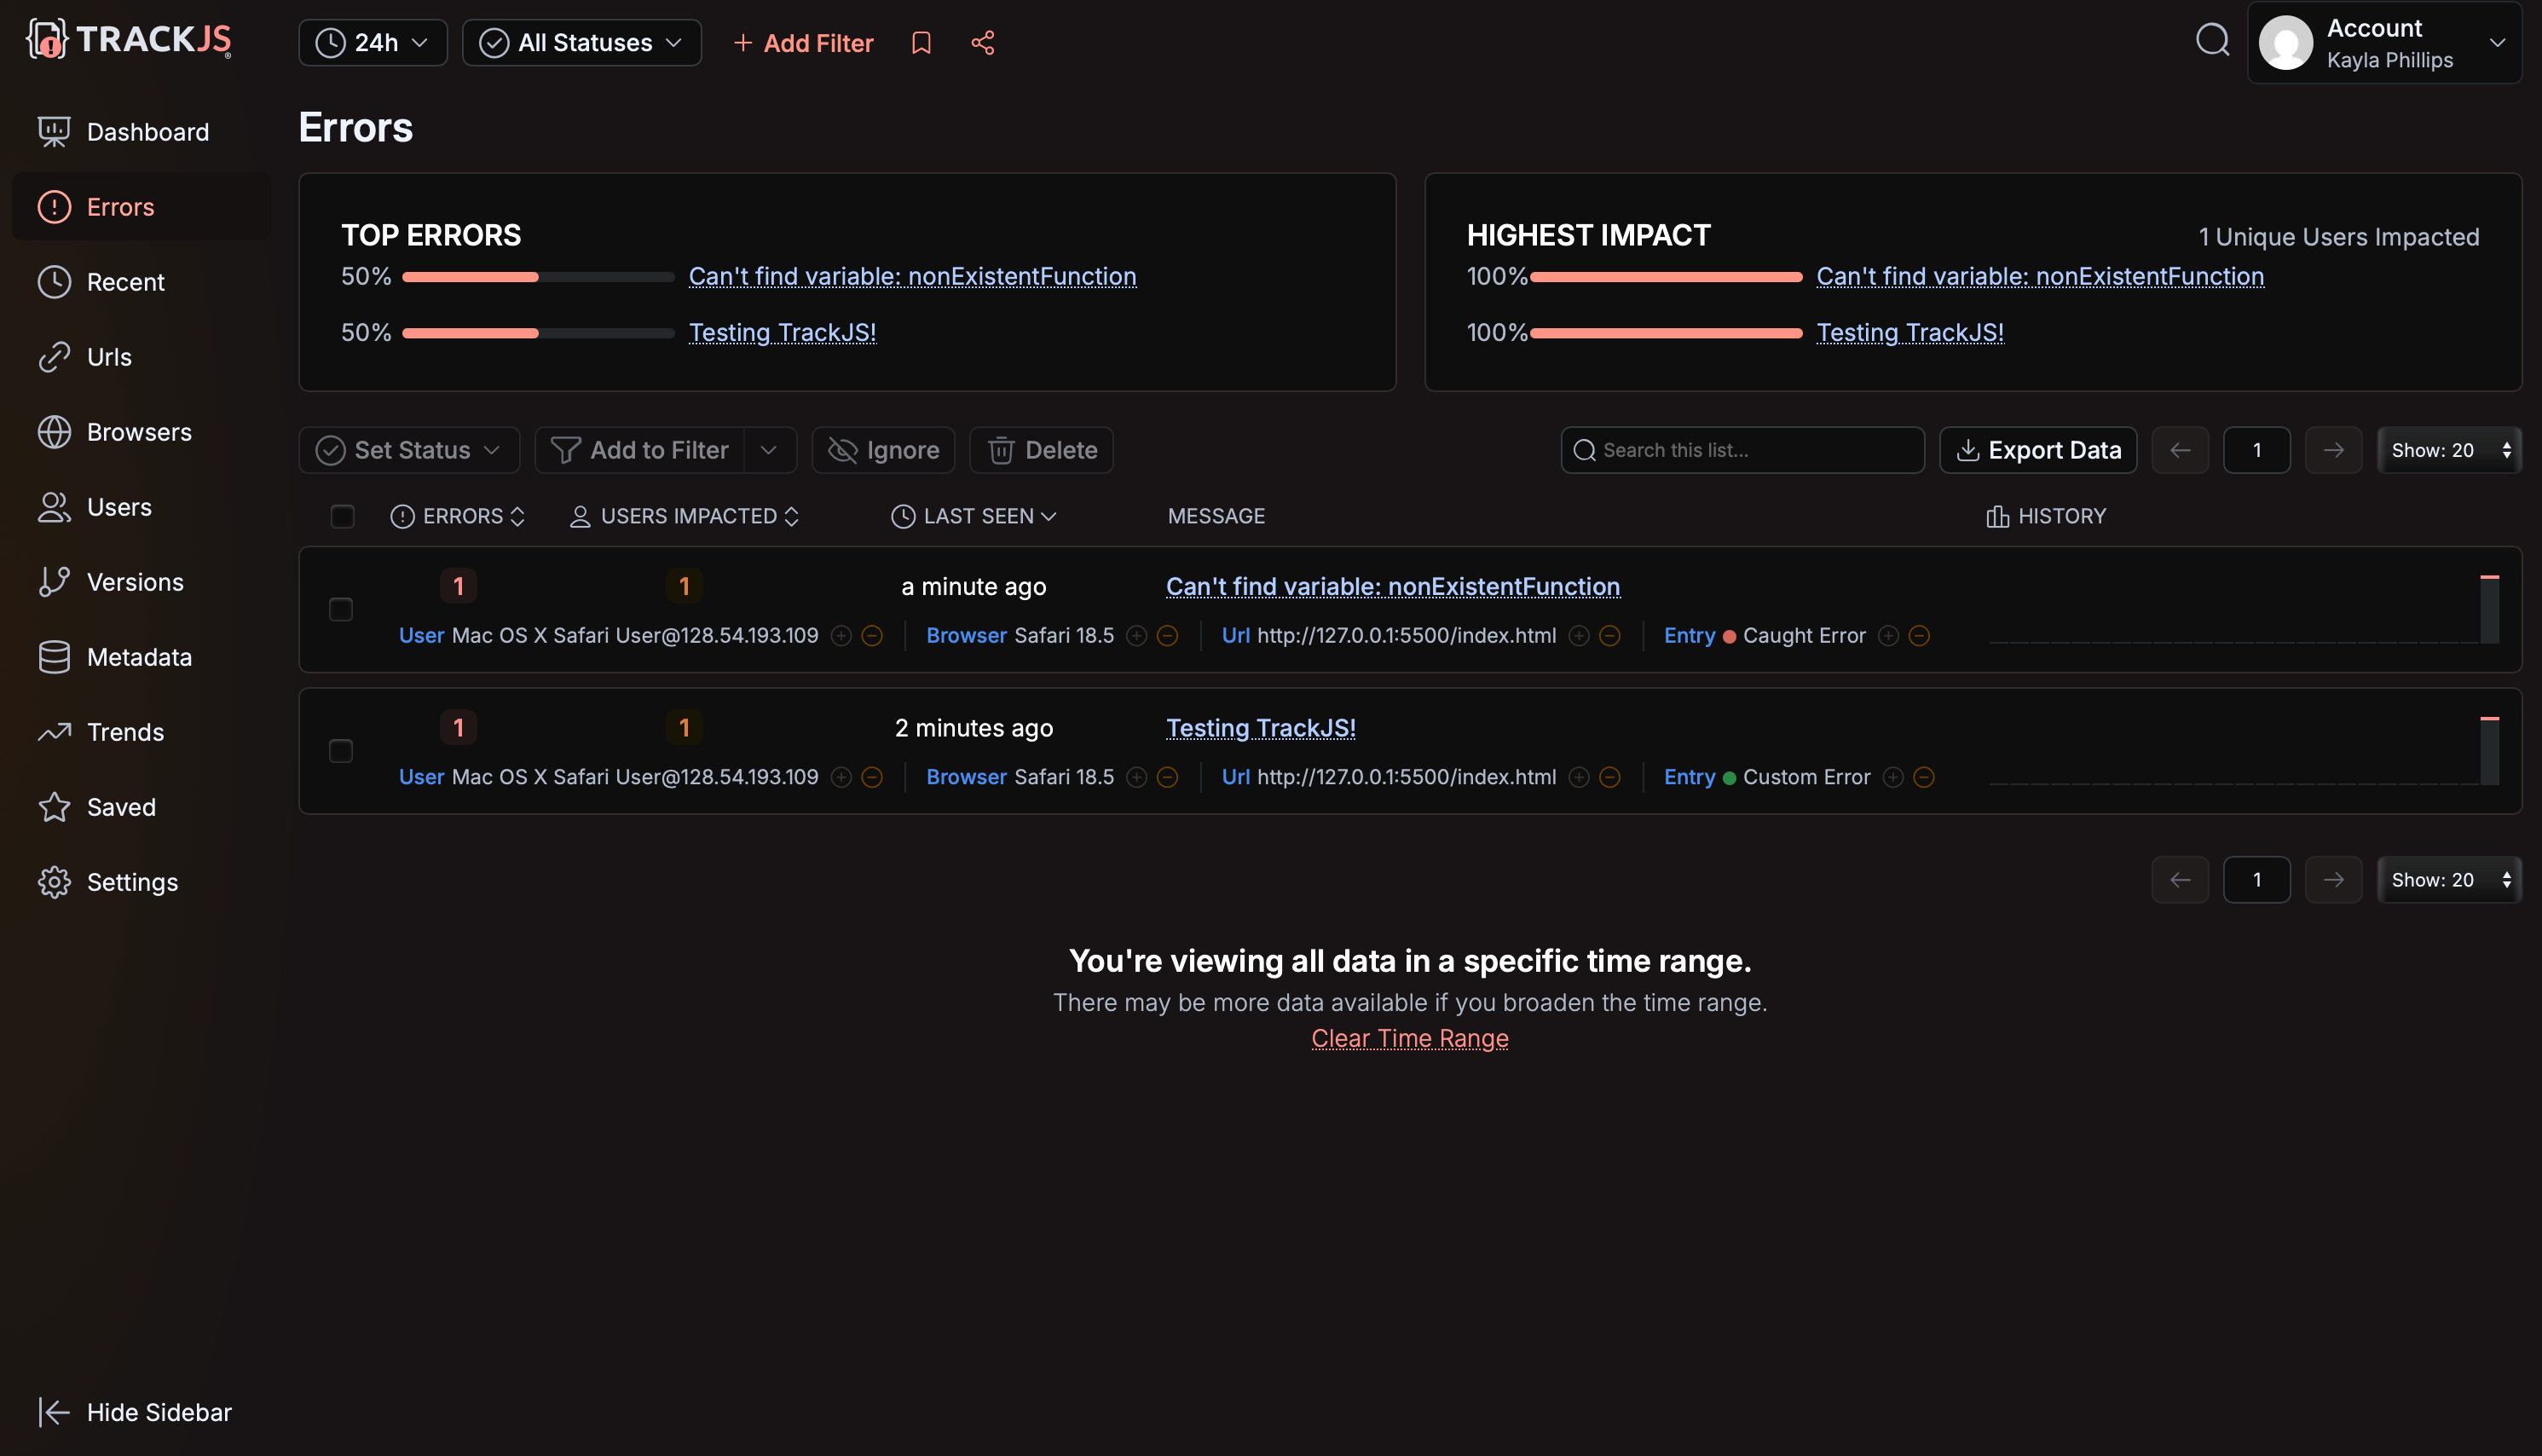 TRACKJS
24h
All Statuses
+ Add Filter
Account
Kayla Phillips
Dashboard
Errors
Recent
Urls
Browsers
Users
Versions
Metadata
Trends
Saved
Settings
Hide Sidebar
Errors
TOP ERRORS
50% Can't find variable: nonExistentFunction
50% Testing TrackJS!
HIGHEST IMPACT 1 Unique Users Impacted
100% Can't find variable: nonExistentFunction
100% Testing TrackJS!
Set Status Add to Filter Ignore Delete Search this list... Export Data 1 Show: 20
ERRORS USERS IMPACTED LAST SEEN MESSAGE HISTORY
1 1 a minute ago Can't find variable: nonExistentFunction
User Mac OS X Safari User@128.54.193.109 Browser Safari 18.5 Url http://127.0.0.1:5500/index.html Entry Caught Error
1 1 2 minutes ago Testing TrackJS!
User Mac OS X Safari User@128.54.193.109 Browser Safari 18.5 Url http://127.0.0.1:5500/index.html Entry Custom Error
1 Show: 20
You're viewing all data in a specific time range.
There may be more data available if you broaden the time range.
Clear Time Range